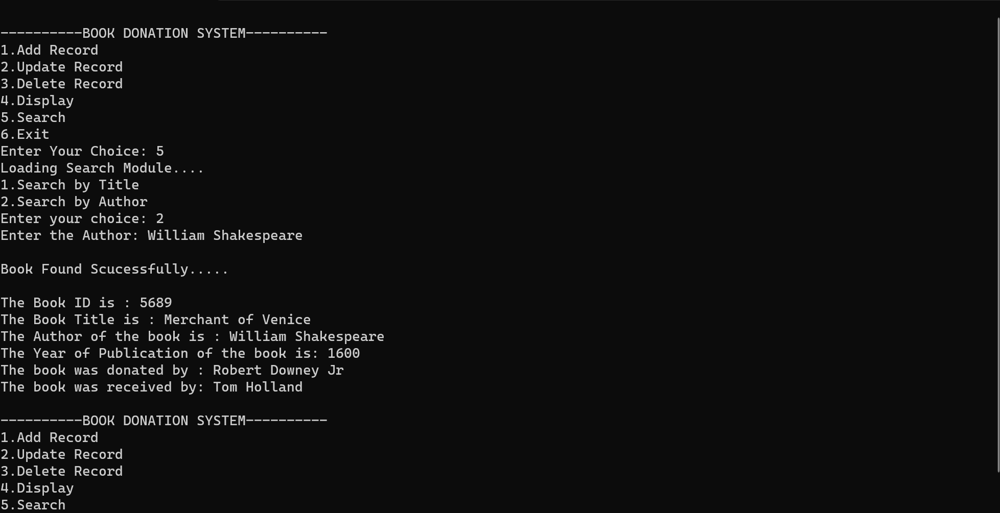 ----------BOOK DONATION SYSTEM----------
1.Add Record
2.Update Record
3.Delete Record
4.Display
5.Search
6.Exit
Enter Your Choice: 5
Loading Search Module....
1.Search by Title
2.Search by Author
Enter your choice: 2
Enter the Author: William Shakespeare
Book Found Scucessfully.....
The Book ID is : 5689
The Book Title is : Merchant of Venice
The Author of the book is : William Shakespeare
The Year of Publication of the book is: 1600
The book was donated by : Robert Downey Jr
The book was received by: Tom Holland
----------BOOK DONATION SYSTEM----------
1.Add Record
2.Update Record
3.Delete Record
4.Display
5.Search